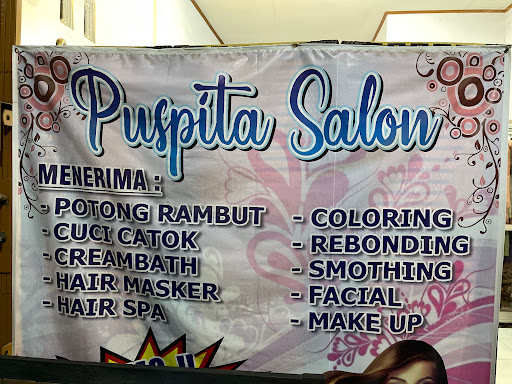 Puspita Salon
MENERIMA :
- POTONG RAMBUT
- CUCI CATOK
- CREAMBATH
- HAIR MASKER
- HAIR SPA
- COLORING
- REBONDING
- SMOTHING
- FACIAL
- MAKE UP